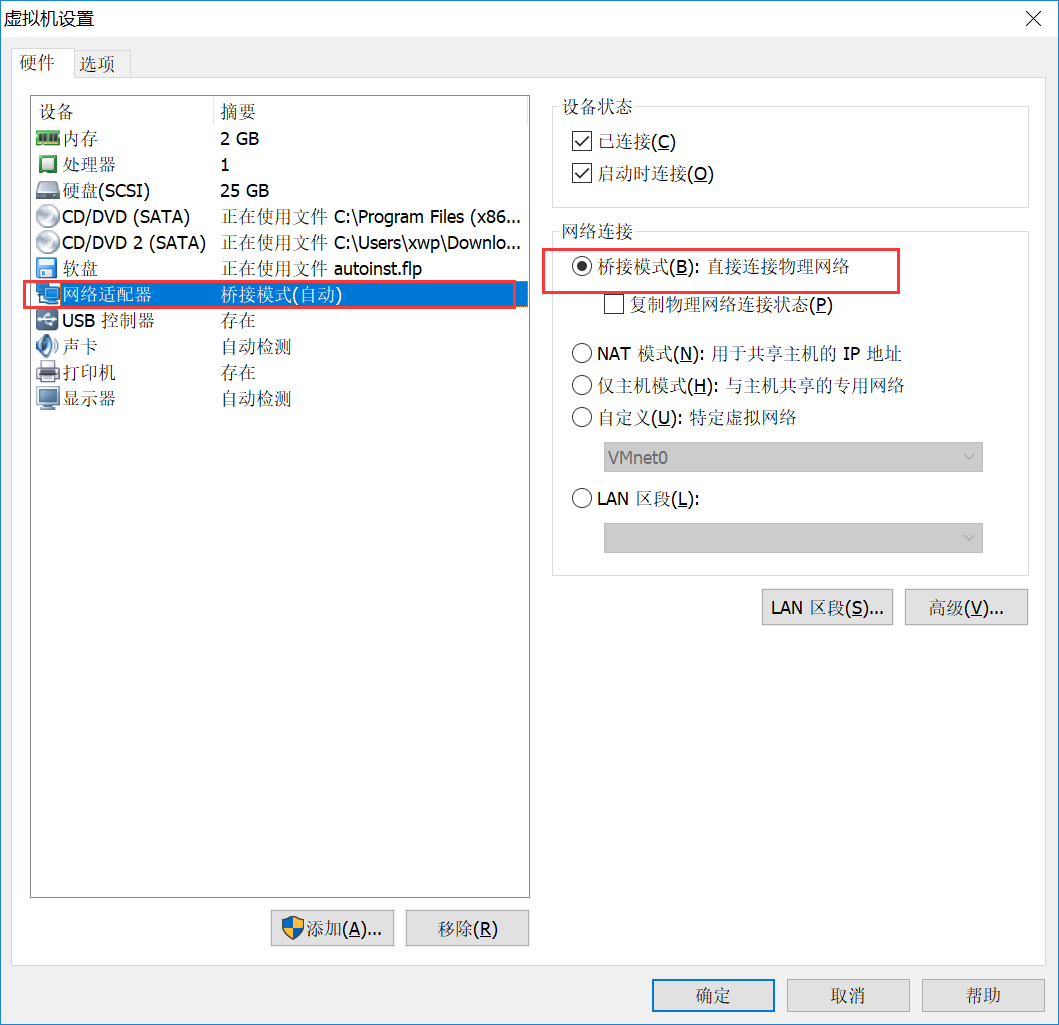 虚拟机设置
硬件 选项
设备 摘要
内存 2 GB
处理器 1
硬盘(SCSI) 25 GB
CD/DVD (SATA) 正在使用文件 C:\Program Files (x86...
CD/DVD 2 (SATA) 正在使用文件 C:\Users\xwp\Downlo...
软盘 正在使用文件 autoinst.flp
网络适配器 桥接模式(自动)
USB 控制器 存在
声卡 自动检测
打印机 存在
显示器 自动检测
添加(A)... 移除(R)
设备状态
已连接(C)
启动时连接(O)
网络连接
桥接模式(B): 直接连接物理网络
复制物理网络连接状态(P)
NAT 模式(N): 用于共享主机的 IP 地址
仅主机模式(H): 与主机共享的专用网络
自定义(U): 特定虚拟网络
VMnet0
LAN 区段(L):
LAN 区段(S)... 高级(V)...
确定 取消 帮助